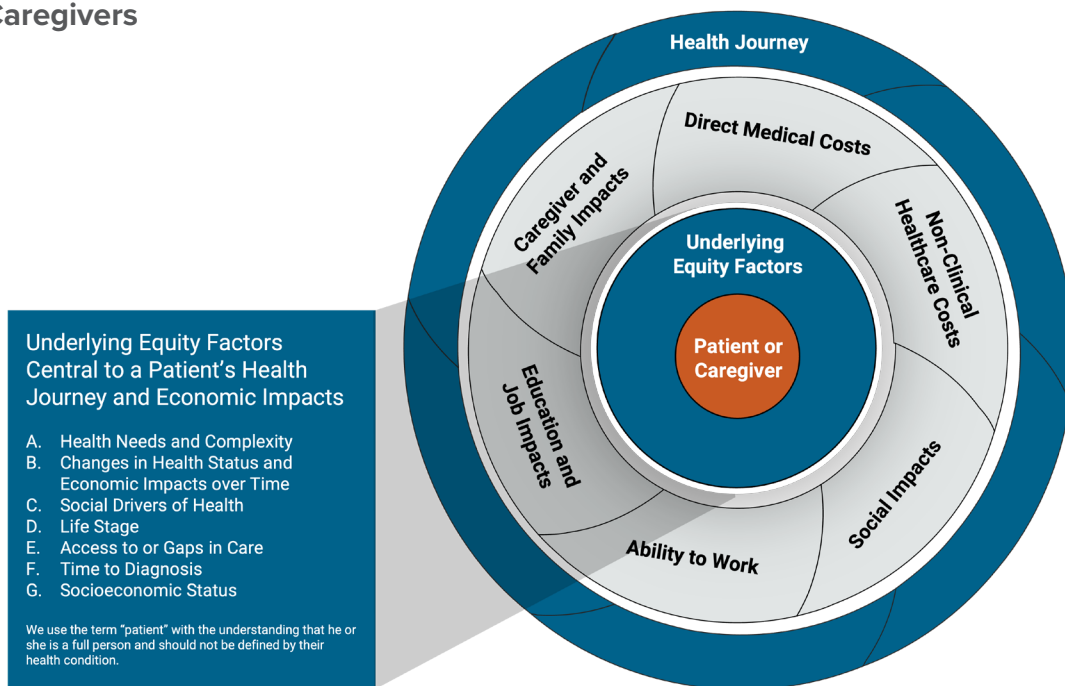 Caregivers
Health Journey
Direct Medical Costs
Caregiver and
Family Impacts
Non-Clinical
Healthcare Costs
Underlying
Equity Factors
Patient or
Caregiver
Education and
Job Impacts
Social Impacts
Ability to Work
Underlying Equity Factors
Central to a Patient’s Health
Journey and Economic Impacts
A. Health Needs and Complexity
B. Changes in Health Status and
Economic Impacts over Time
C. Social Drivers of Health
D. Life Stage
E. Access to or Gaps in Care
F. Time to Diagnosis
G. Socioeconomic Status
We use the term “patient” with the understanding that he or
she is a full person and should not be defined by their
health condition.